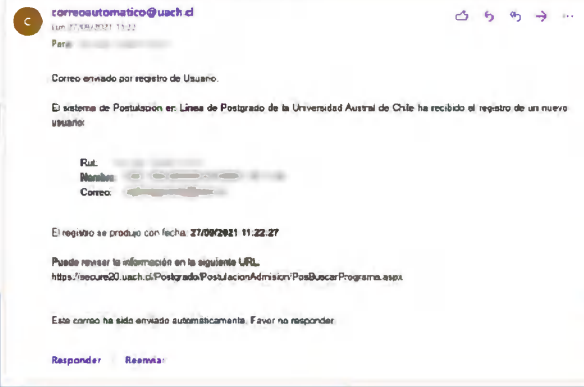 C
correoautomatico@uach.cl
Lun 27/09/2021 11:22
Para:
Correo enviado por registro de Usuario.
El sistema de Postulación en Linea de Postgrado de la Universidad Austral de Chile ha recibido el registro de un nuevo
usuario:
Rut:
Nombre:
Correo:
El registro se produjo con fecha: 27/09/2021 11:22:27
Puede revisar la información en la siguiente URL
https://secure20.uach.cl/Postgrado/PostulacionAdmision/PosBuscarPrograma.aspx
Este correo ha sido enviado automáticamente. Favor no responder.
Responder Reenviar